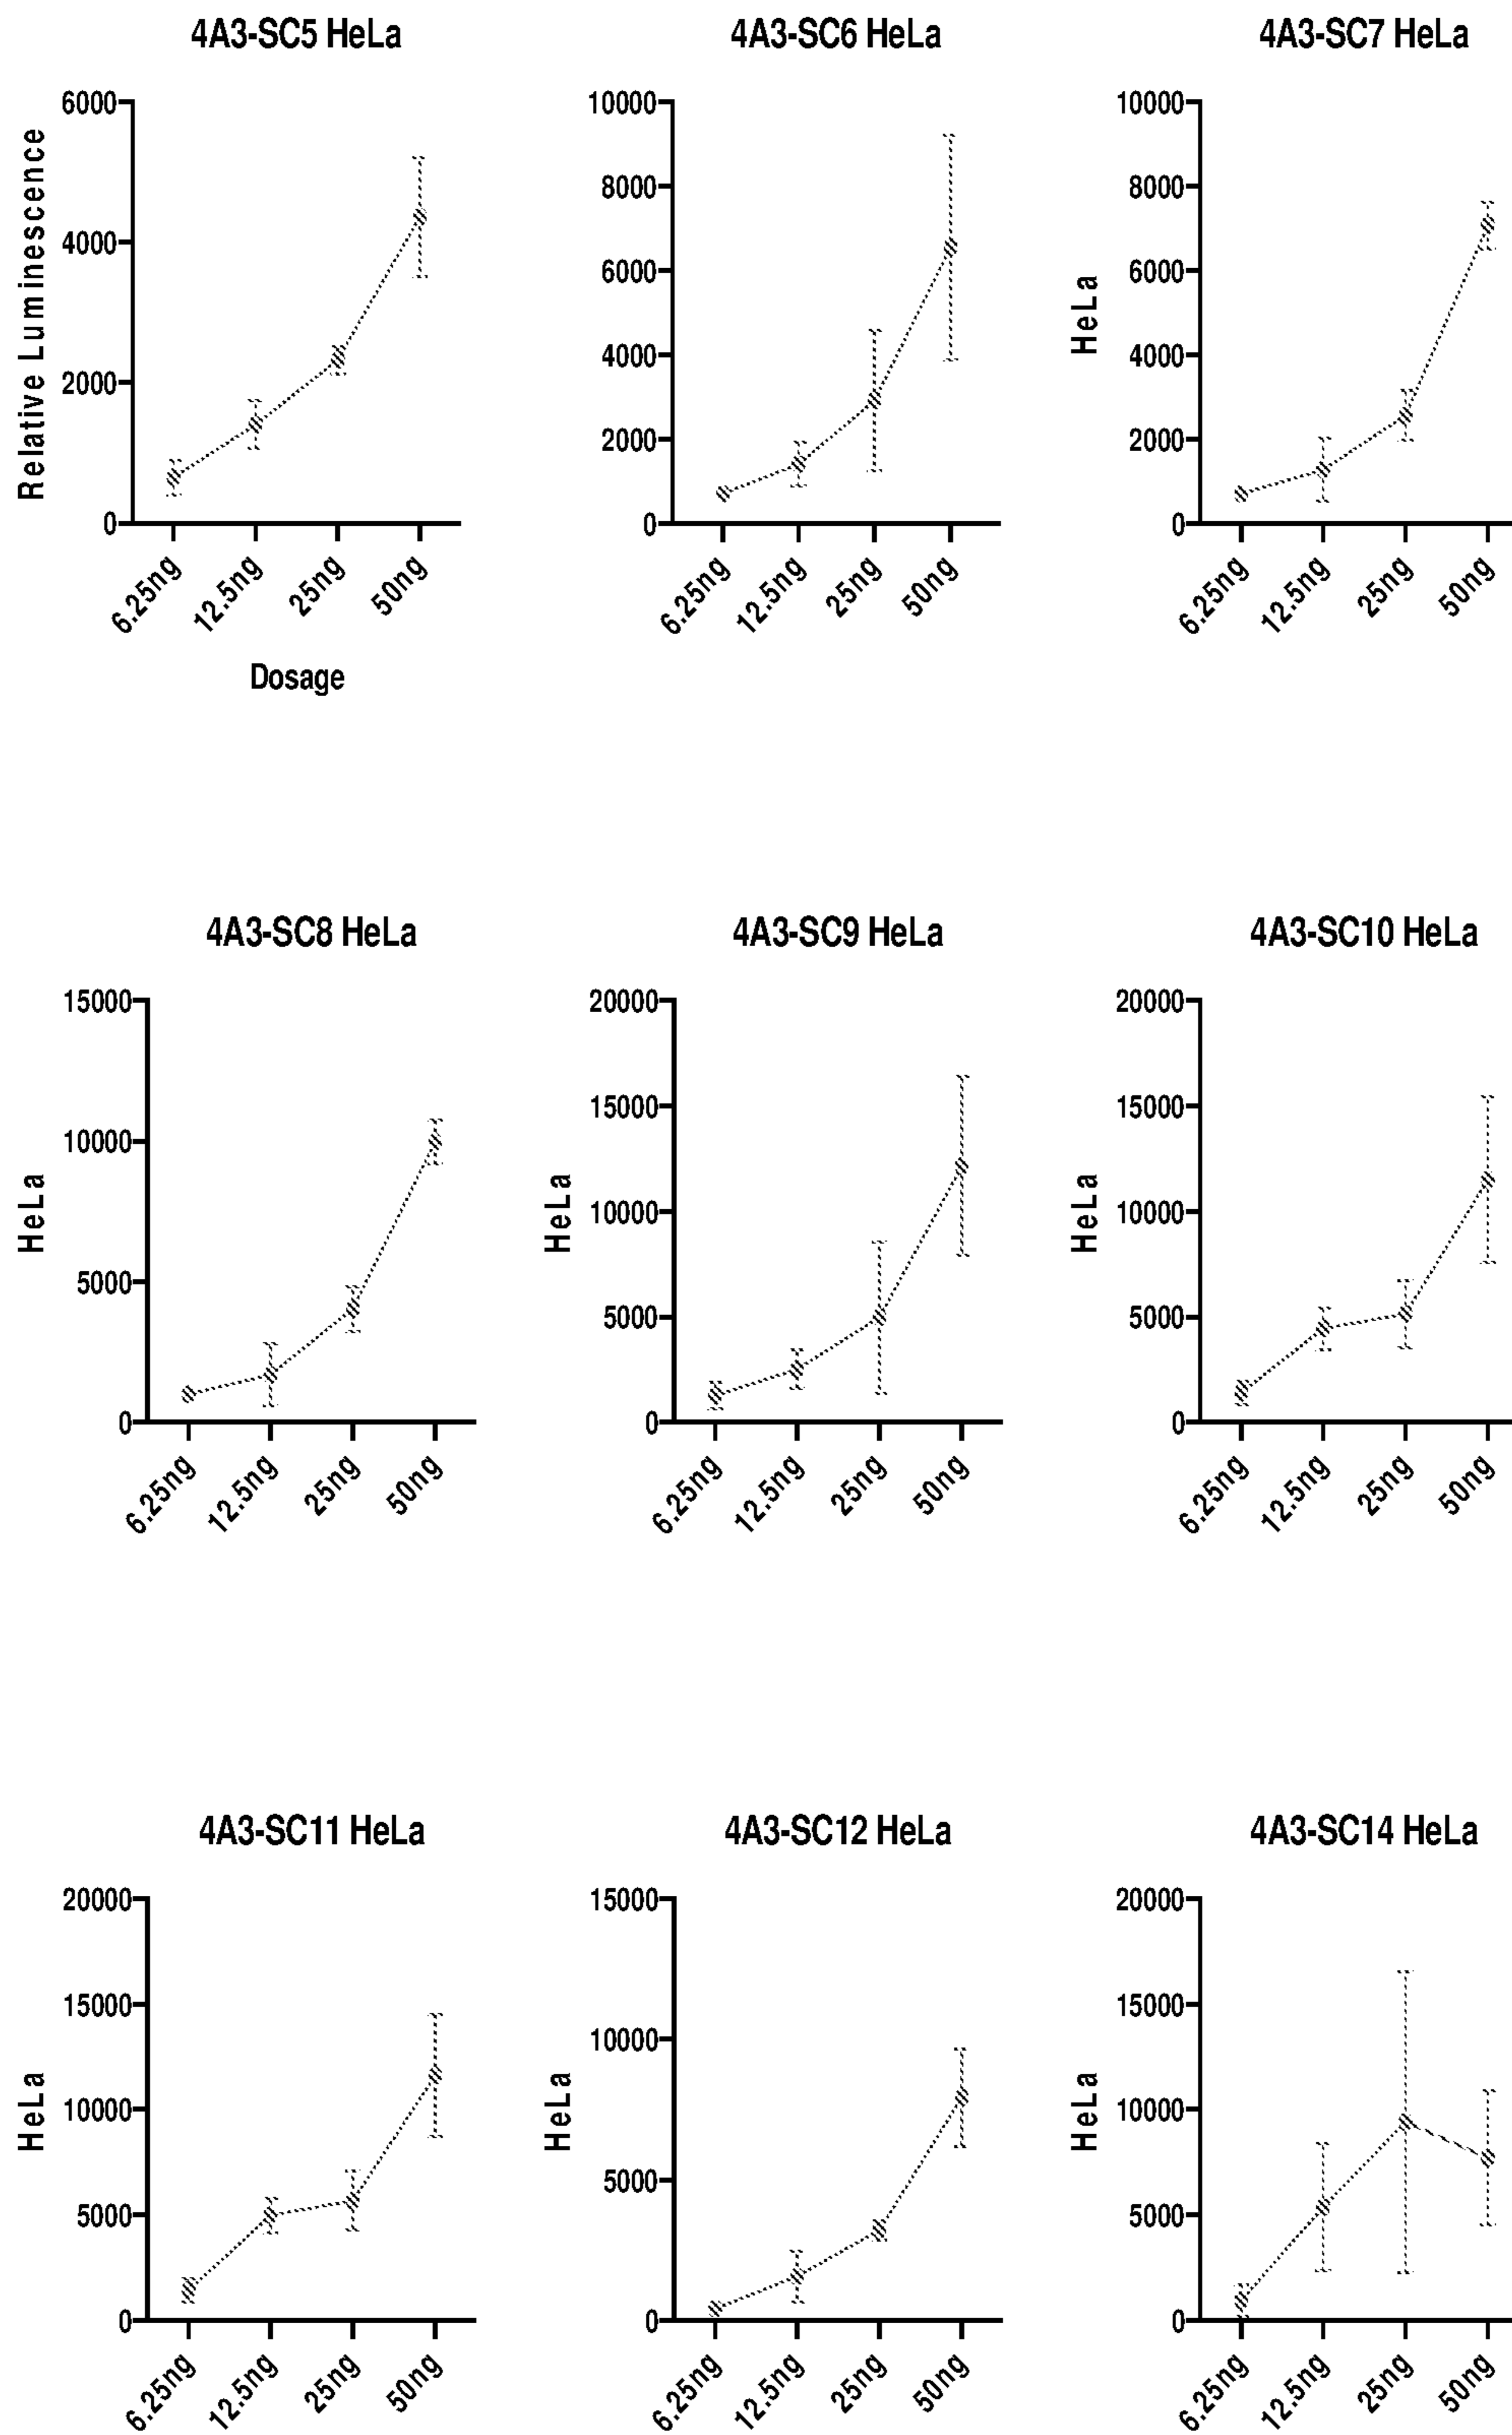 4A3-SC5 HeLa
Relative Luminescence
6000
4000
2000
0
6.25ng
12.5ng
25ng
50ng
Dosage
4A3-SC6 HeLa
10000
8000
6000
4000
2000
0
6.25ng
12.5ng
25ng
50ng
4A3-SC7 HeLa
HeLa
10000
8000
6000
4000
2000
0
6.25ng
12.5ng
25ng
50ng
4A3-SC8 HeLa
HeLa
15000
10000
5000
0
6.25ng
12.5ng
25ng
50ng
4A3-SC9 HeLa
HeLa
20000
15000
10000
5000
0
6.25ng
12.5ng
25ng
50ng
4A3-SC10 HeLa
HeLa
20000
15000
10000
5000
0
6.25ng
12.5ng
25ng
50ng
4A3-SC11 HeLa
HeLa
20000
15000
10000
5000
0
6.25ng
12.5ng
25ng
50ng
4A3-SC12 HeLa
HeLa
15000
10000
5000
0
6.25ng
12.5ng
25ng
50ng
4A3-SC14 HeLa
HeLa
20000
15000
10000
5000
0
6.25ng
12.5ng
25ng
50ng